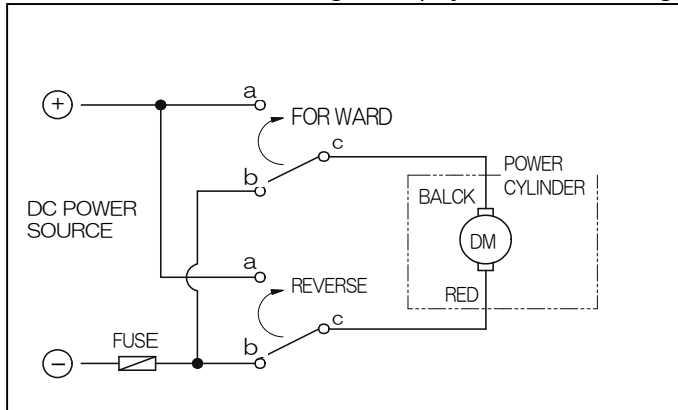 +
a
FOR WARD
c
b
POWER
CYLINDER
BALCK
DC POWER
SOURCE
DM
a
REVERSE
RED
c
FUSE
b
−